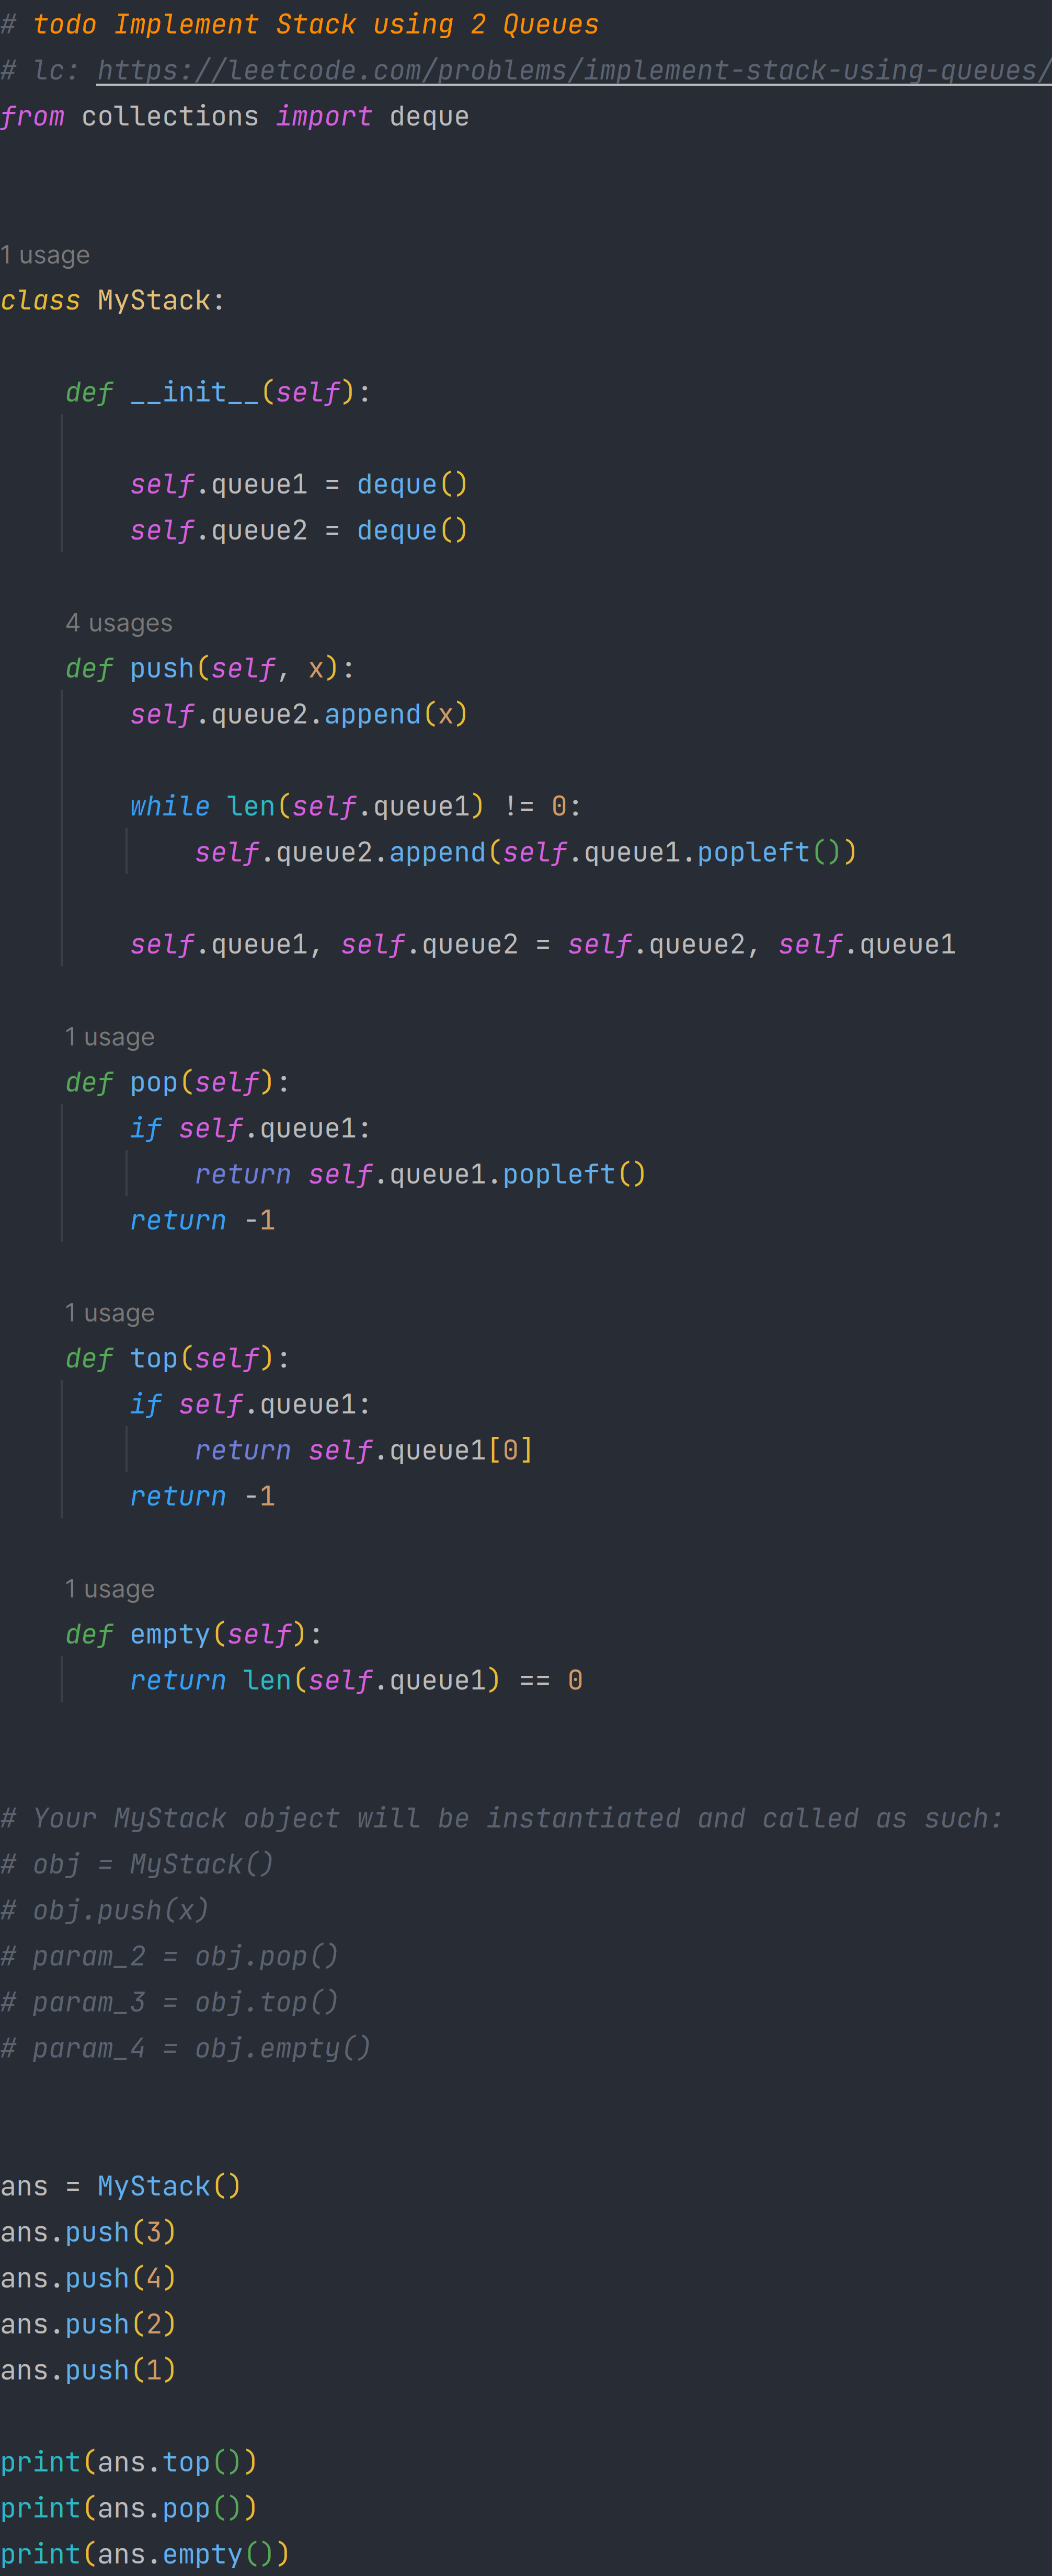 # todo Implement Stack using 2 Queues
# lc: https://leetcode.com/problems/implement-stack-using-queues/
from collections import deque
1 usage
class MyStack:
    def __init__(self):
        self.queue1 = deque()
        self.queue2 = deque()
    4 usages
    def push(self, x):
        self.queue2.append(x)
        while len(self.queue1) != 0:
            self.queue2.append(self.queue1.popleft())
        self.queue1, self.queue2 = self.queue2, self.queue1
    1 usage
    def pop(self):
        if self.queue1:
            return self.queue1.popleft()
        return -1
    1 usage
    def top(self):
        if self.queue1:
            return self.queue1[0]
        return -1
    1 usage
    def empty(self):
        return len(self.queue1) == 0
# Your MyStack object will be instantiated and called as such:
# obj = MyStack()
# obj.push(x)
# param_2 = obj.pop()
# param_3 = obj.top()
# param_4 = obj.empty()
ans = MyStack()
ans.push(3)
ans.push(4)
ans.push(2)
ans.push(1)
print(ans.top())
print(ans.pop())
print(ans.empty())